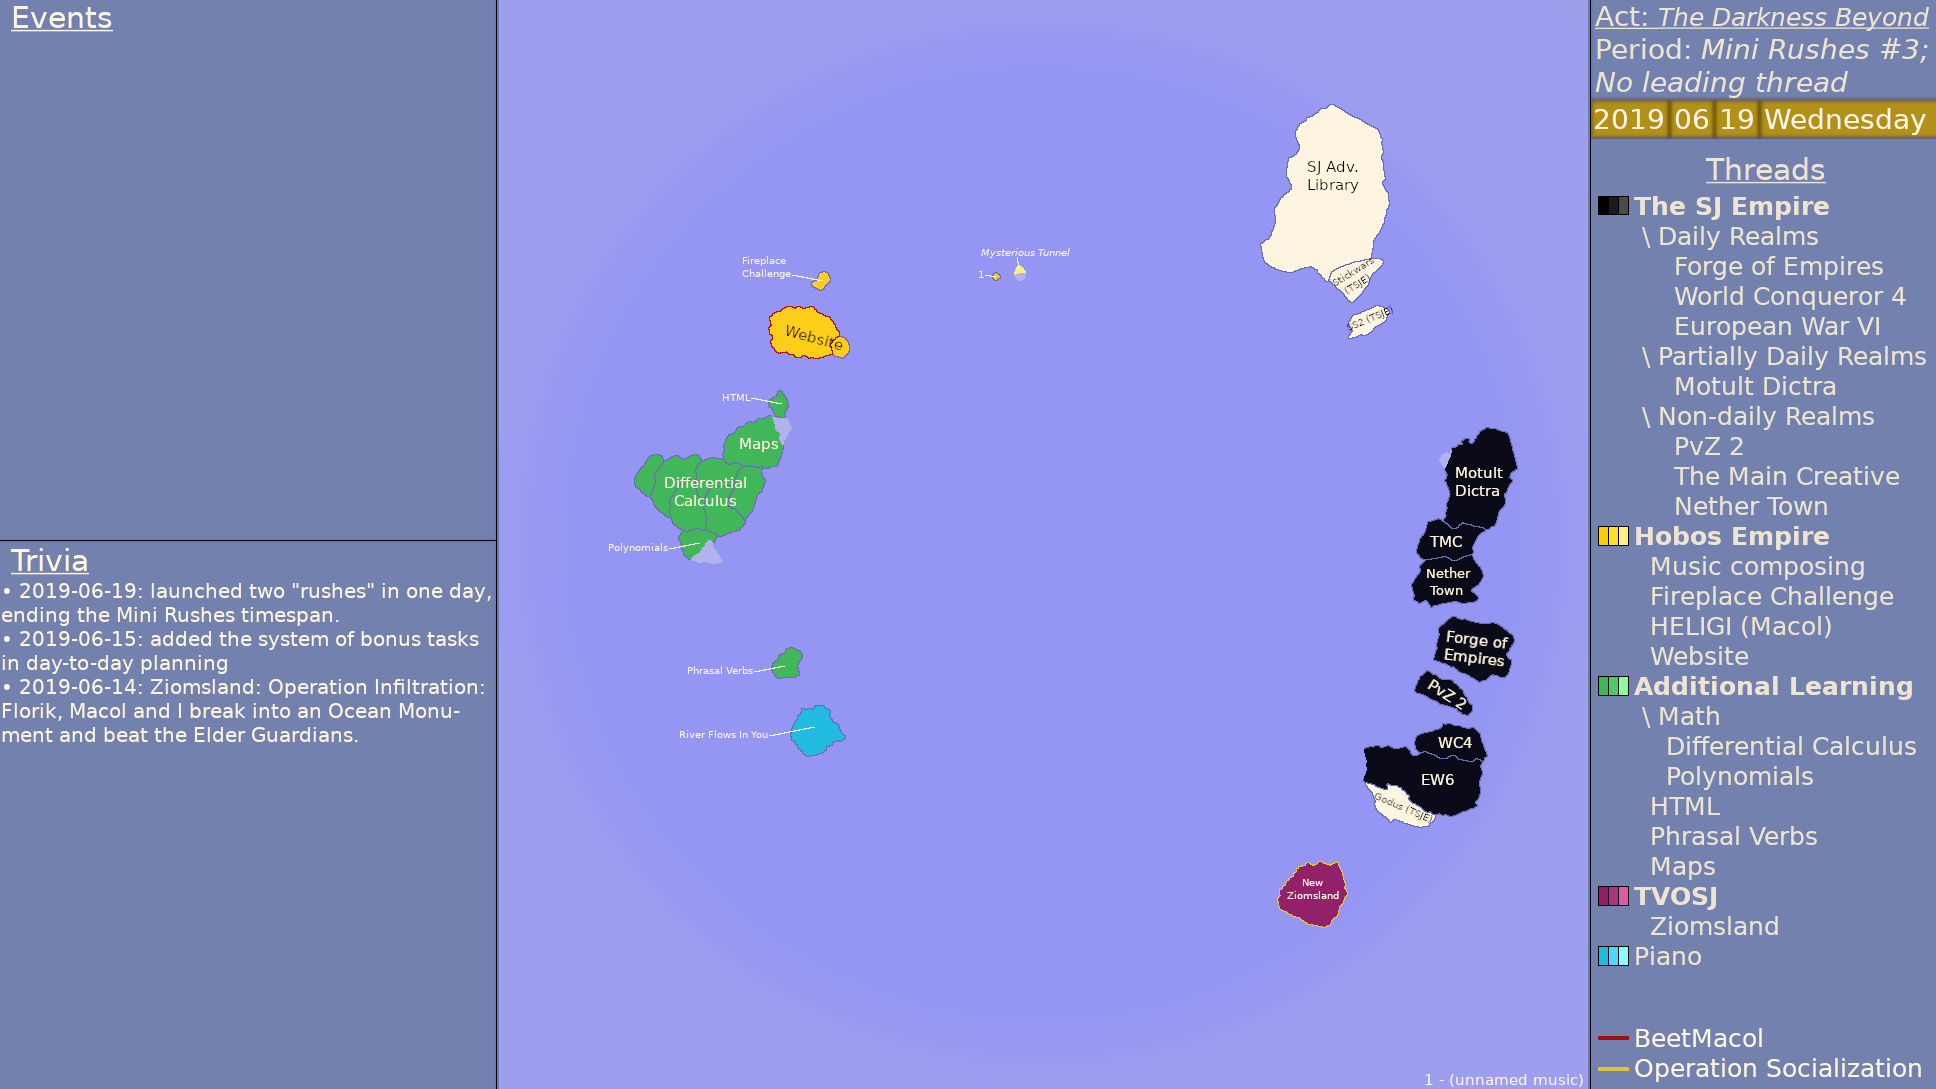 Events
Trivia
• 2019-06-19: launched two "rushes" in one day,
ending the Mini Rushes timespan.
• 2019-06-15: added the system of bonus tasks
in day-to-day planning
• 2019-06-14: Ziomsland: Operation Infiltration:
Florik, Macol and I break into an Ocean Monu-
ment and beat the Elder Guardians.
SJ Adv.
Library
Stickwars
(TSJE)
SS2 (TSJE)
Mysterious Tunnel
1
Fireplace
Challenge
Website
HTML
Maps
Differential
Calculus
Polynomials
Phrasal Verbs
River Flows In You
Motult
Dictra
TMC
Nether
Town
Forge of
Empires
PvZ 2
WC4
EW6
Godus (TSJE)
New
Ziomsland
1 - (unnamed music)
Act: The Darkness Beyond
Period: Mini Rushes #3;
No leading thread
2019 06 19 Wednesday
Threads
The SJ Empire
\ Daily Realms
Forge of Empires
World Conqueror 4
European War VI
\ Partially Daily Realms
Motult Dictra
\ Non-daily Realms
PvZ 2
The Main Creative
Nether Town
Hobos Empire
Music composing
Fireplace Challenge
HELIGI (Macol)
Website
Additional Learning
\ Math
Differential Calculus
Polynomials
HTML
Phrasal Verbs
Maps
TVOSJ
Ziomsland
Piano
BeetMacol
Operation Socialization